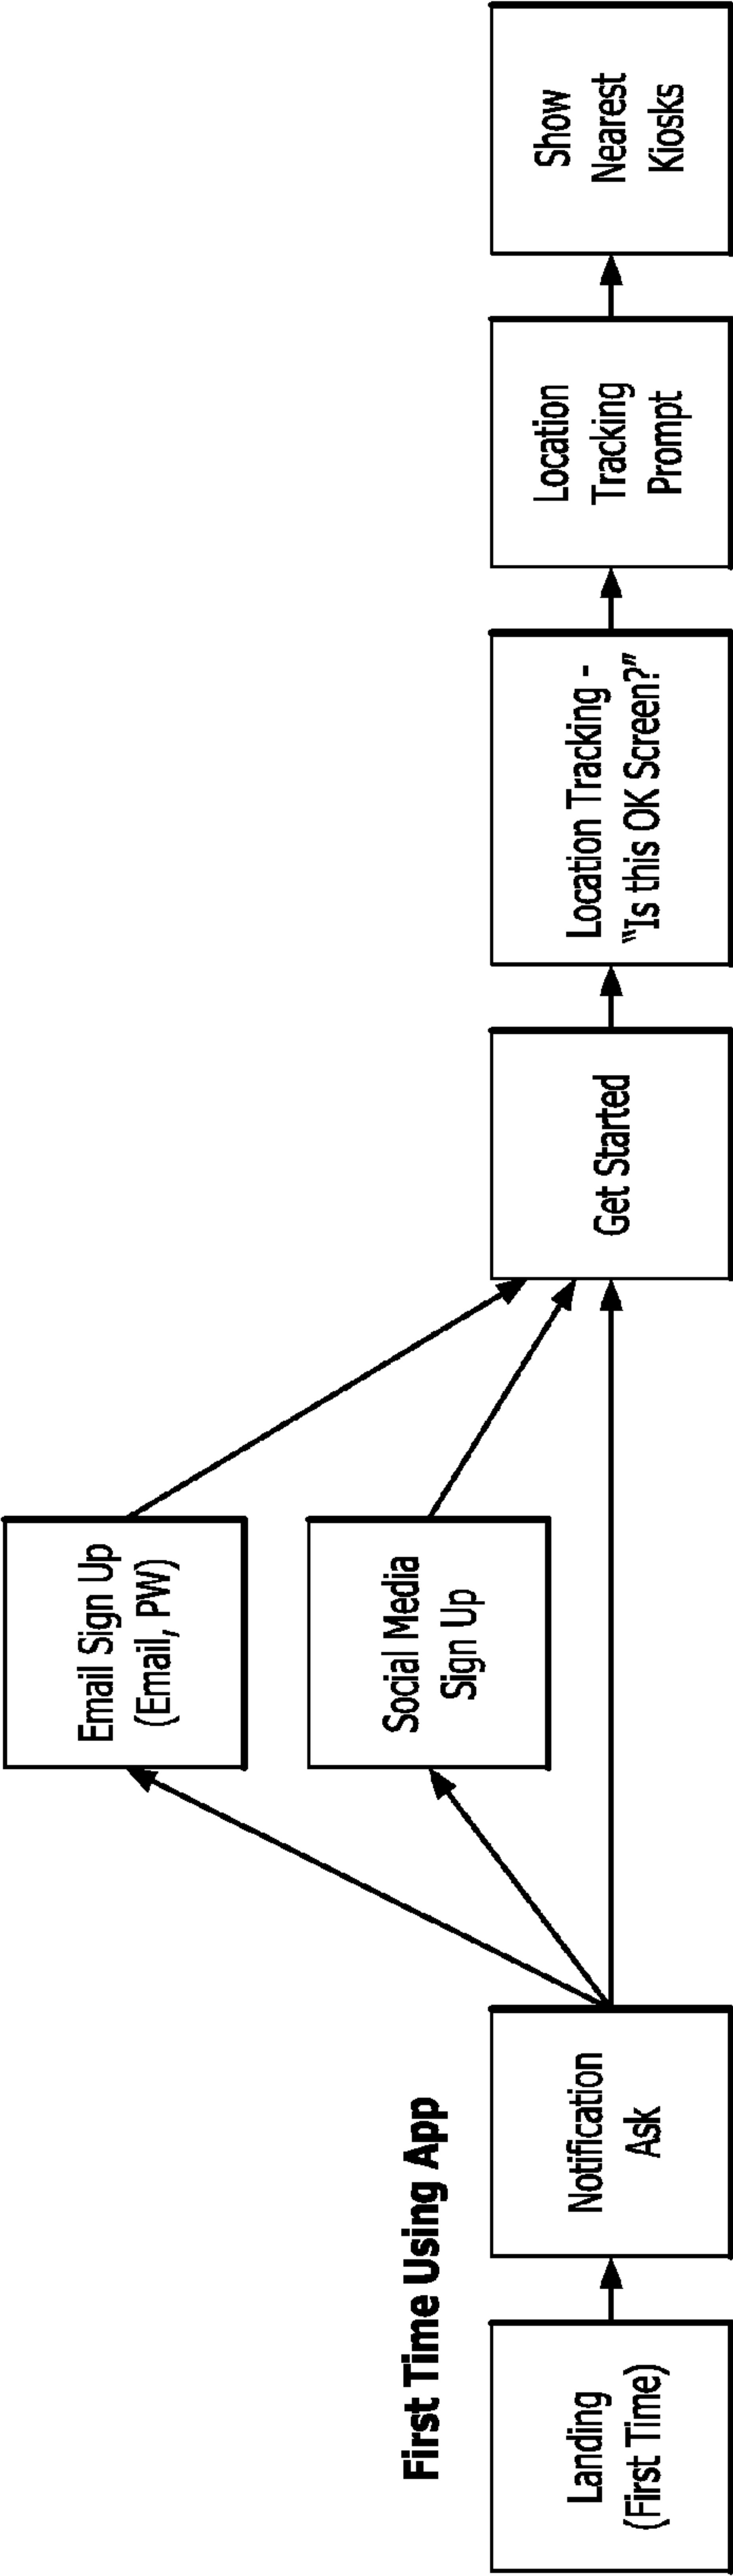 First Time Using App
Landing
(First Time)
Notification
Ask
Email Sign Up
(Email, PW)
Social Media
Sign Up
Get Started
Location Tracking -
“Is this OK Screen?”
Location
Tracking
Prompt
Show
Nearest
Kiosks